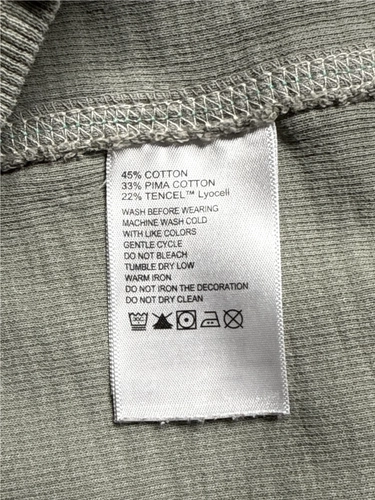 45% COTTON
33% PIMA COTTON
22% TENCEL™ Lyocell
WASH BEFORE WEARING
MACHINE WASH COLD
WITH LIKE COLORS
GENTLE CYCLE
DO NOT BLEACH
TUMBLE DRY LOW
WARM IRON
DO NOT IRON THE DECORATION
DO NOT DRY CLEAN
30C